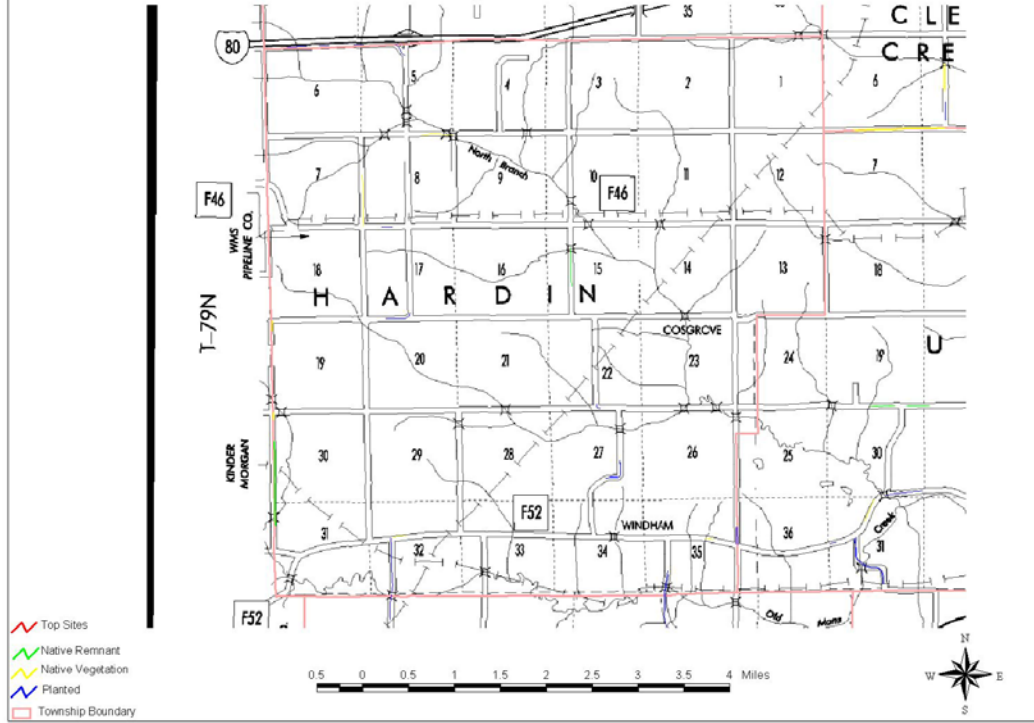 35
C L E
80
C R E
6
5
4
3
2
1
6
North Branch
7
8
9
10
11
12
7
F46
F46
WMS
PIPELINE CO.
18
17
16
15
14
13
18
H A R D I N
T-79N
COSGROVE
U
19
20
21
22
23
24
19
KINDER
MORGAN
30
29
28
27
26
25
30
F52
WINDHAM
Creek
31
32
33
34
35
36
31
F52
Old Mans
Top Sites
Native Remnant
Native Vegetation
Planted
Township Boundary
0.5 0 0.5 1 1.5 2 2.5 3 3.5 4 Miles
N
W E
S